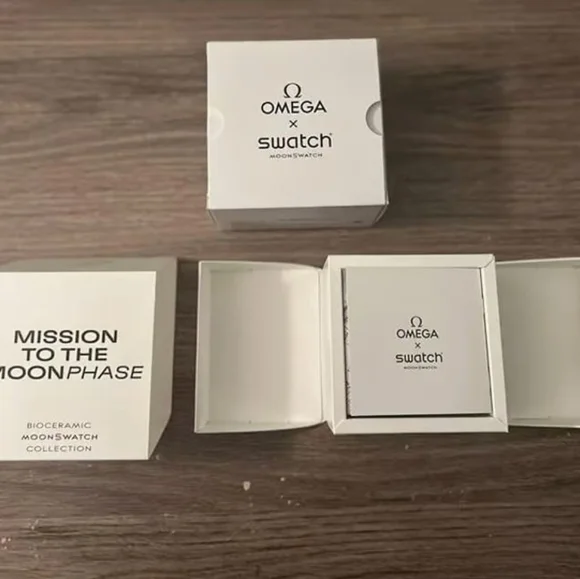 Ω
OMEGA
×
swatch
MOONSWATCH
MISSION
TO THE
MOONPHASE
BIOCERAMIC
MOONSWATCH
COLLECTION
Ω
OMEGA
×
swatch
MOONSWATCH